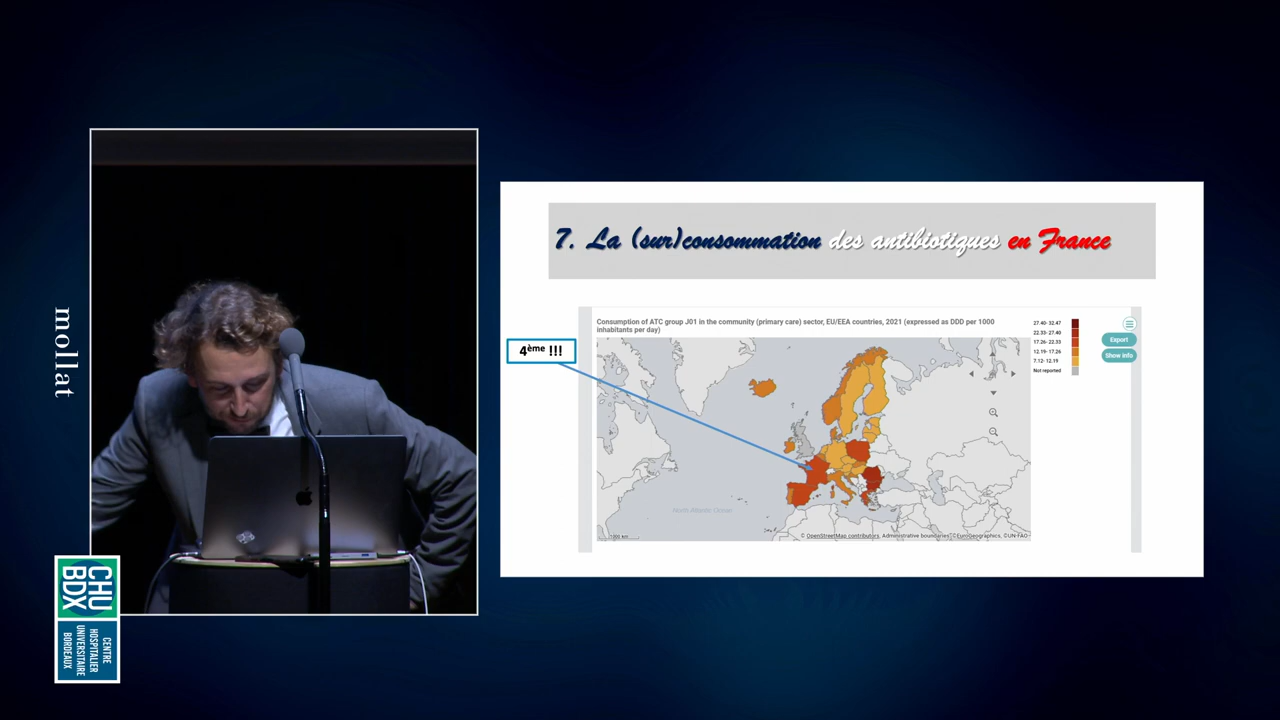 mollat
CHU
BDX
CENTRE
HOSPITALIER
UNIVERSITAIRE
BORDEAUX
7. La (sur)consommation des antibiotiques en France
Consumption of ATC group J01 in the community (primary care) sector, EU/EEA countries, 2021 (expressed as DDD per 1000
inhabitants per day)
4ème !!!
27.40- 32.47
22.33- 27.40
17.26- 22.33
12.19- 17.26
7.12- 12.19
Not reported
Export
Show info
North Atlantic Ocean
1000 km
© OpenStreetMap contributors, Administrative boundaries: ©EuroGeographics, ©UN-FAO